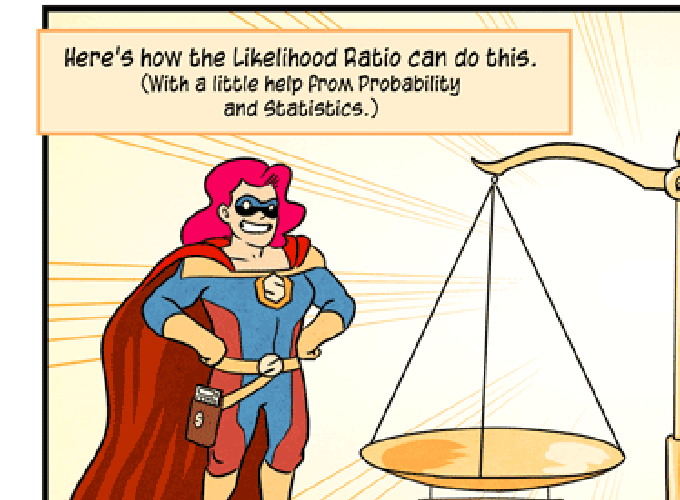 Here's how the Likelihood Ratio can do this.
(With a little help from Probability
and Statistics.)